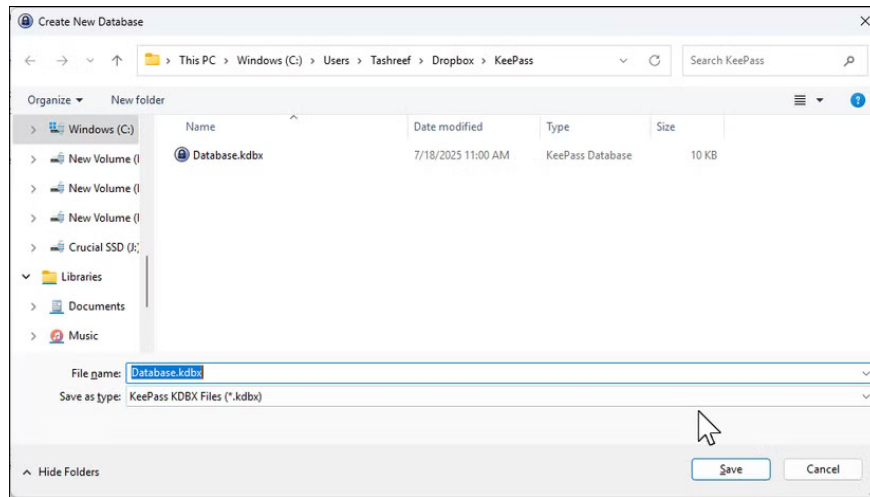 Create New Database
This PC > Windows (C:) > Users > Tashreef > Dropbox > KeePass
Search KeePass
Organize
New folder
Name
Date modified
Type
Size
Windows (C:)
Database.kdbx
7/18/2025 11:00 AM
KeePass Database
10 KB
New Volume (
New Volume (
New Volume (
Crucial SSD (J:)
Libraries
Documents
Music
File name: Database.kdbx
Save as type: KeePass KDBX Files (*.kdbx)
Hide Folders
Save
Cancel